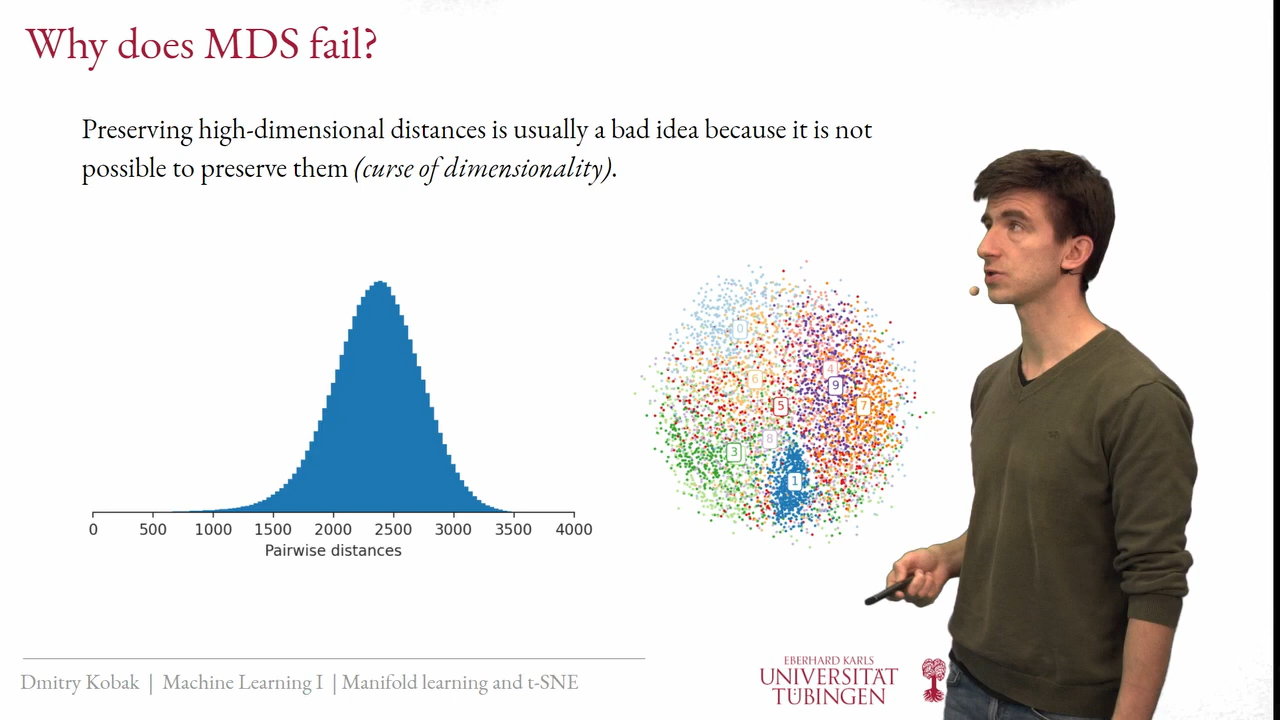 Why does MDS fail?
Preserving high-dimensional distances is usually a bad idea because it is not
possible to preserve them (curse of dimensionality).
0
4
6
9
5
7
8
3
1
0 500 1000 1500 2000 2500 3000 3500 4000
Pairwise distances
Dmitry Kobak | Machine Learning I | Manifold learning and t-SNE
EBERHARD KARLS
UNIVERSITÄT
TÜBINGEN